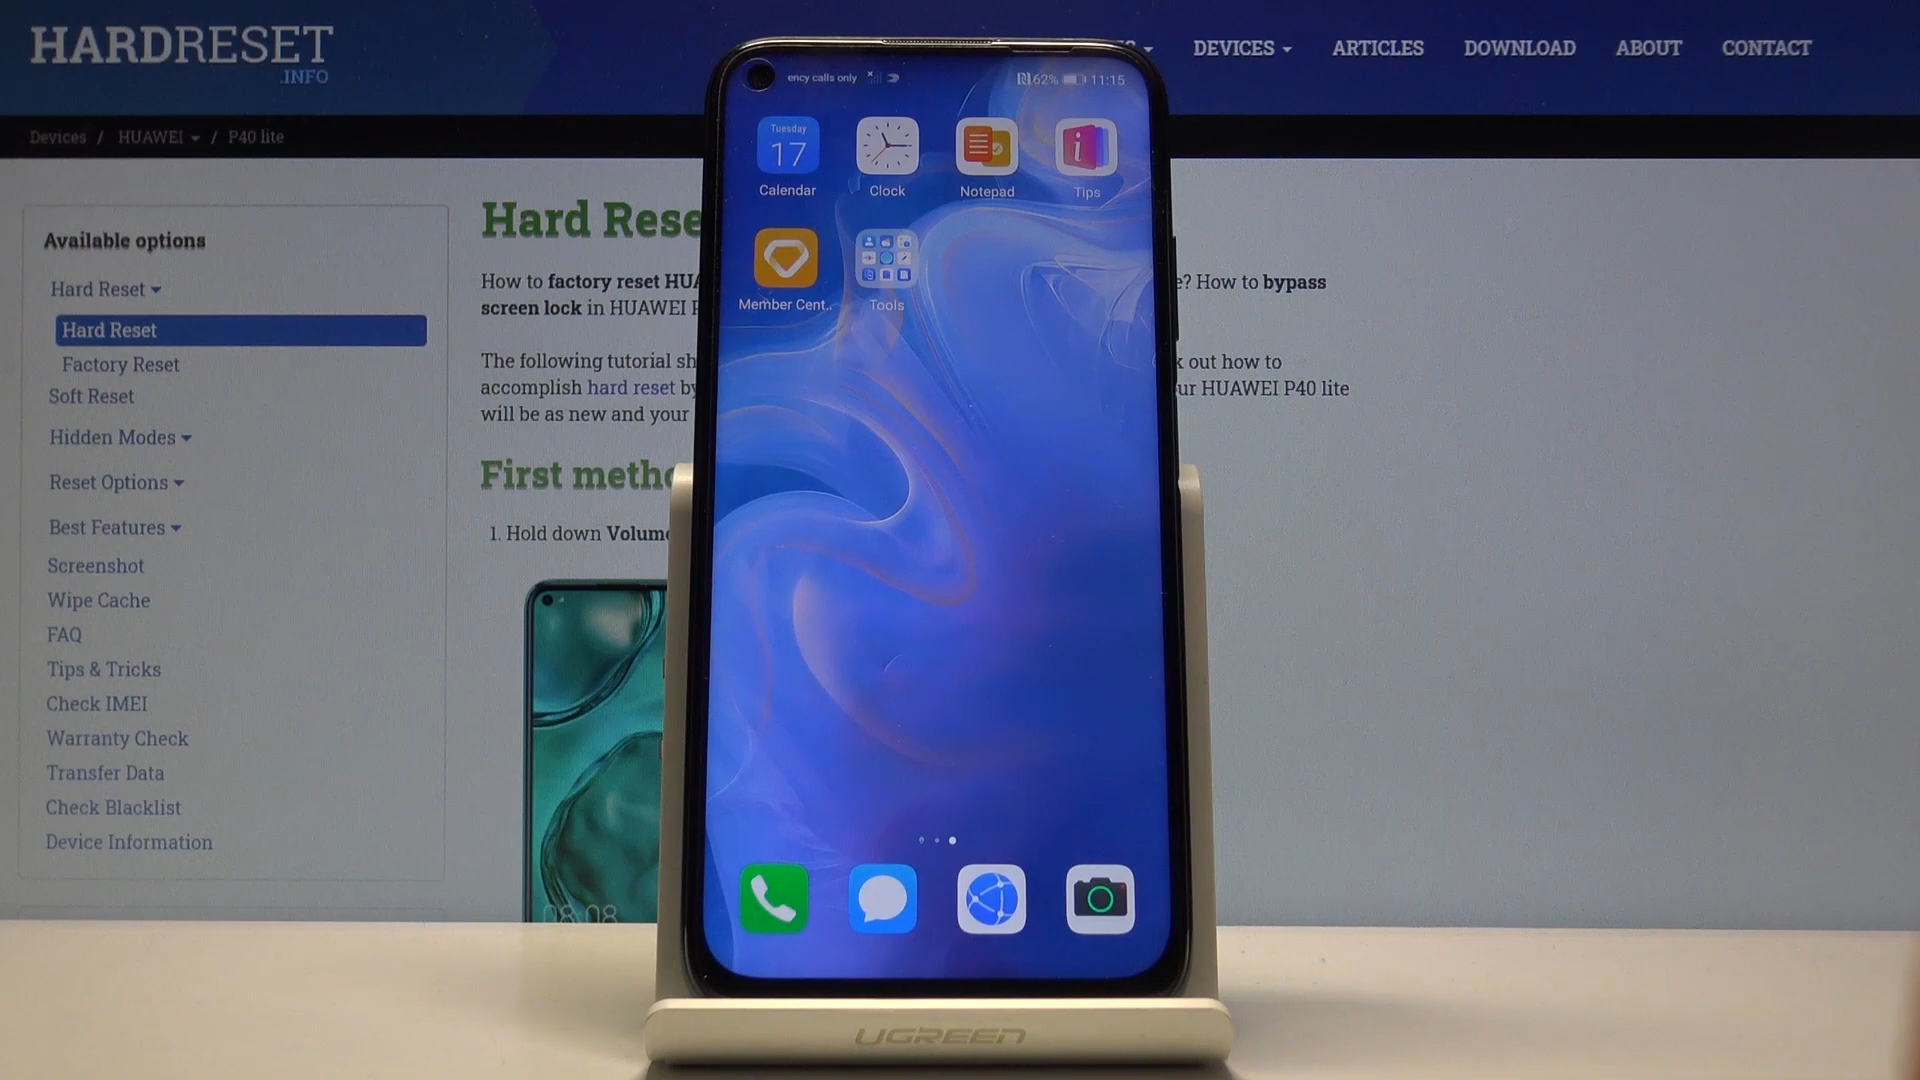 HARDRESET
.INFO
DEVICES
ARTICLES
DOWNLOAD
ABOUT
CONTACT
Devices / HUAWEI / P40 lite
Available options
Hard Reset
Hard Reset
Factory Reset
Soft Reset
Hidden Modes
Reset Options
Best Features
Screenshot
Wipe Cache
FAQ
Tips & Tricks
Check IMEI
Warranty Check
Transfer Data
Check Blacklist
Device Information
Hard Rese
How to factory reset HUA
e? How to bypass
screen lock in HUAWEI P
The following tutorial sh
k out how to
accomplish hard reset by
ur HUAWEI P40 lite
will be as new and your
First metho
1. Hold down Volume
08:08
ency calls only
62% 11:15
Tuesday
17
Calendar
Clock
Notepad
i
Tips
Member Cent..
Tools
UGREEN